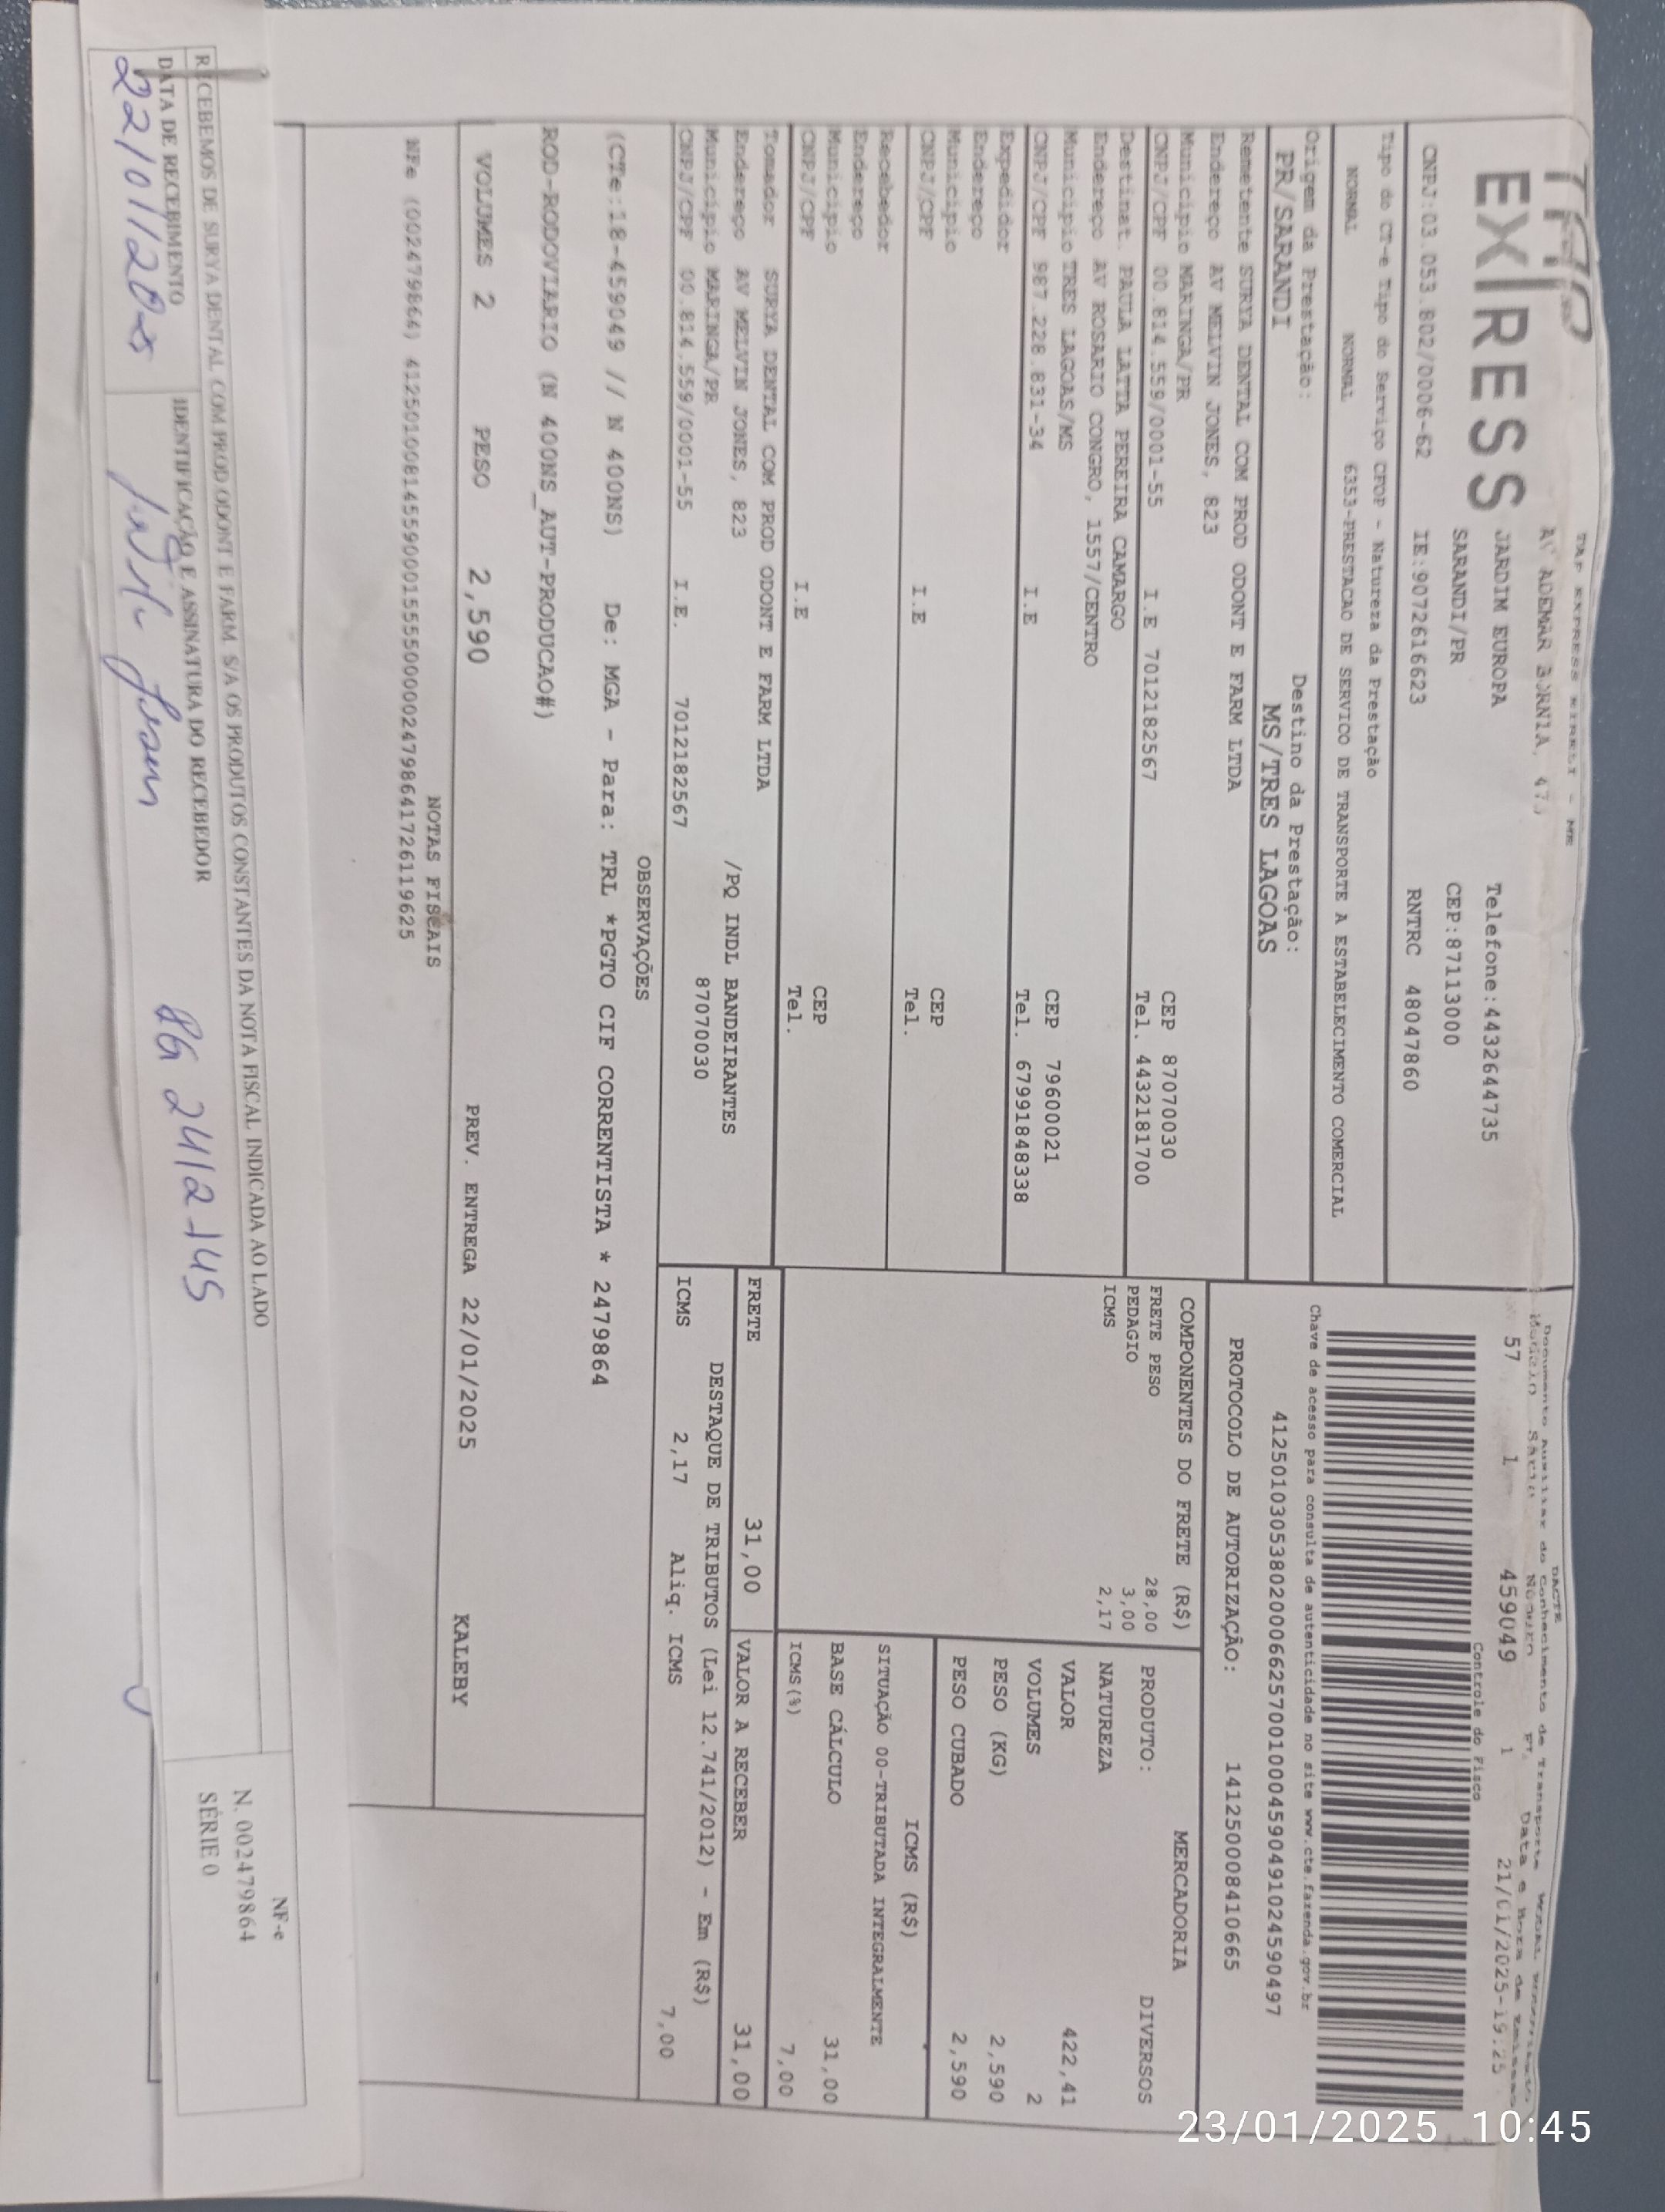 TAP EXPRESS EIRELI - ME
EXPRESS
AV ADEMAR BORNIA, 473
JARDIM EUROPA
Telefone:4432644735
SARANDI/PR
CEP:87113000
CNPJ:03.053.802/0006-62
IE:9072616623
RNTRC 48047860
DACTE
Documento Auxiliar do Conhecimento de Transporte
57 1 459049 1 21/01/2025-19:25
Controle do Fisco
Chave de acesso para consulta de autenticidade no site www.cte.fazenda.gov.br
41250103053802000662570010004590491024590497
PROTOCOLO DE AUTORIZAÇÃO: 141250008410665
Tipo do CT-e Tipo do Serviço CFOP - Natureza da Prestação
NORMAL NORMAL 6353-PRESTACAO DE SERVICO DE TRANSPORTE A ESTABELECIMENTO COMERCIAL
Origem da Prestação: Destino da Prestação:
PR/SARANDI MS/TRES LAGOAS
Remetente SURYA DENTAL COM PROD ODONT E FARM LTDA
Endereço AV MELVIN JONES, 823
Município MARINGA/PR CEP 87070030
CNPJ/CPF 00.814.559/0001-55 I.E 7012182567 Tel. 4432181700
Destinat. PAULA LATTA PEREIRA CAMARGO
Endereço AV ROSARIO CONGRO, 1557/CENTRO
Município TRES LAGOAS/MS CEP 79600021
CNPJ/CPF 987.228.831-34 I.E Tel. 67991848338
Expedidor
Endereço
Município CEP
CNPJ/CPF I.E Tel.
Recebedor
Endereço
Município CEP
CNPJ/CPF I.E Tel.
Tomador SURYA DENTAL COM PROD ODONT E FARM LTDA
Endereço AV MELVIN JONES, 823 /PQ INDL BANDEIRANTES
Município MARINGA/PR 87070030
CNPJ/CPF 00.814.559/0001-55 I.E. 7012182567
COMPONENTES DO FRETE (R$)
FRETE PESO 28,00
PEDAGIO 3,00
ICMS 2,17
MERCADORIA
PRODUTO: DIVERSOS
NATUREZA
VALOR 422,41
VOLUMES 2
PESO (KG) 2,590
PESO CUBADO 2,590
ICMS (R$)
SITUAÇÃO 00-TRIBUTADA INTEGRALMENTE
BASE CÁLCULO 31,00
ICMS(%) 7,00
FRETE 31,00 VALOR A RECEBER 31,00
DESTAQUE DE TRIBUTOS (Lei 12.741/2012) - Em (R$)
ICMS 2,17 Aliq. ICMS 7,00
OBSERVAÇÕES
(CTe:18-459049 // N 400NS) De: MGA - Para: TRL *PGTO CIF CORRENTISTA * 2479864
ROD-RODOVIARIO (N 400NS_AUT-PRODUCAO#)
VOLUMES 2 PESO 2,590 PREV. ENTREGA 22/01/2025 KALEBY
NOTAS FISCAIS
NFe (002479864) 41250100814559000155550000024798641726119625
RECEBEMOS DE SURYA DENTAL COM PROD ODONT E FARM. S/A OS PRODUTOS CONSTANTES DA NOTA FISCAL INDICADA AO LADO
DATA DE RECEBIMENTO
IDENTIFICAÇÃO E ASSINATURA DO RECEBEDOR
22/01/2025
NF-e
N. 002479864
SÉRIE 0
23/01/2025 10:45